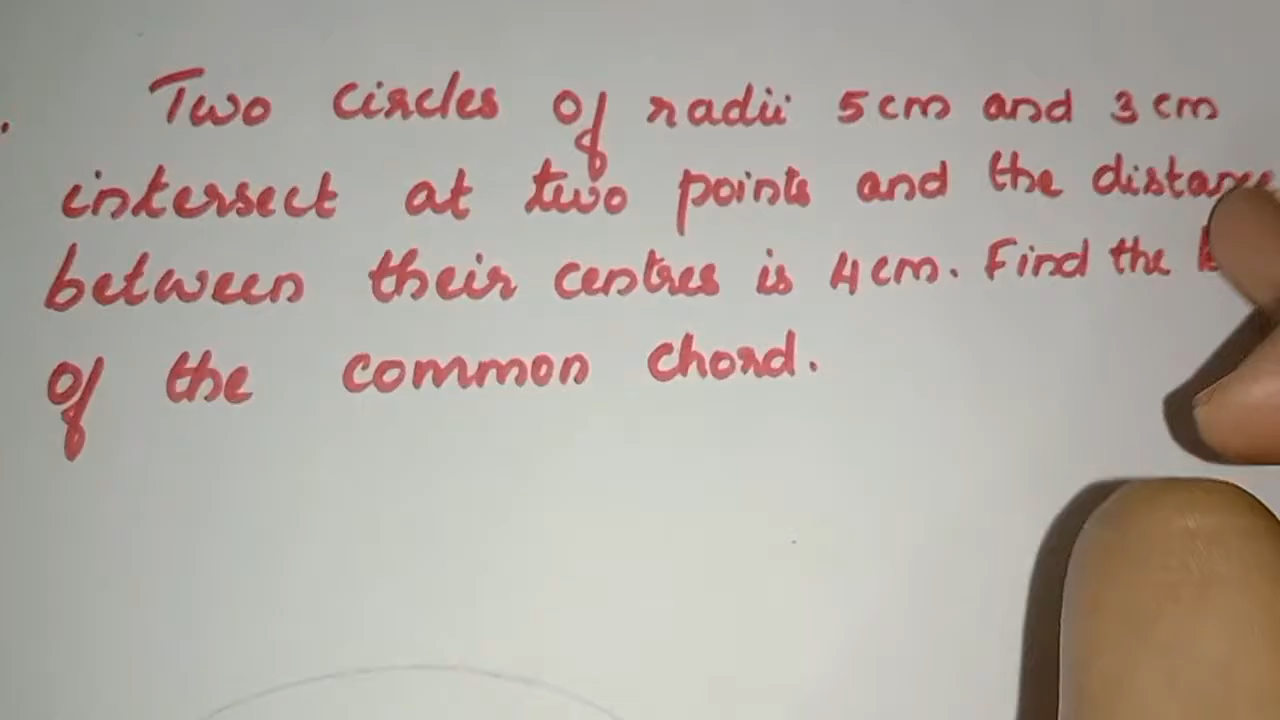 Two circles of radii 5cm and 3cm
intersect at two points and the distance
between their centres is 4cm. Find the
of the common chord.